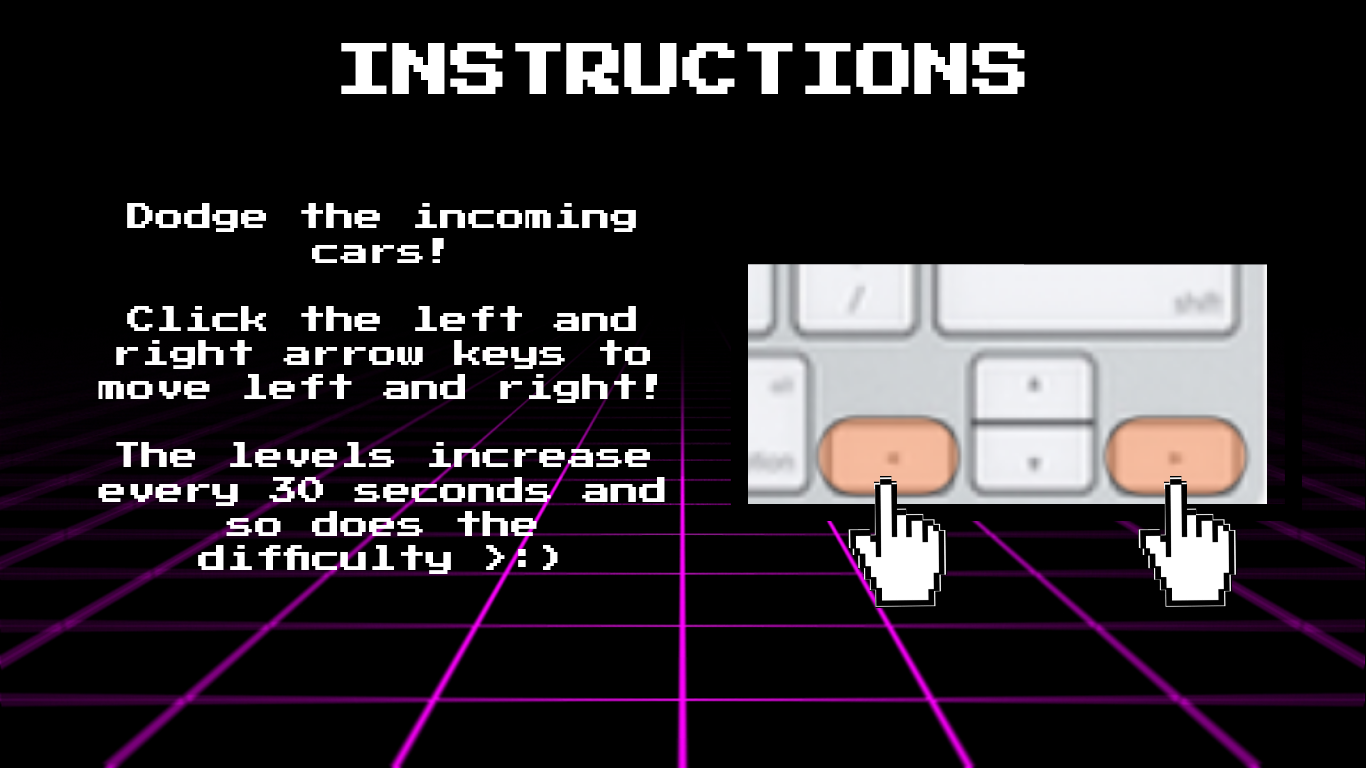 INSTRUCTIONS
Dodge the incoming
cars!
Click the left and
right arrow keys to
move left and right!
The levels increase
every 30 seconds and
so does the
difficulty >:)
/
shift
alt